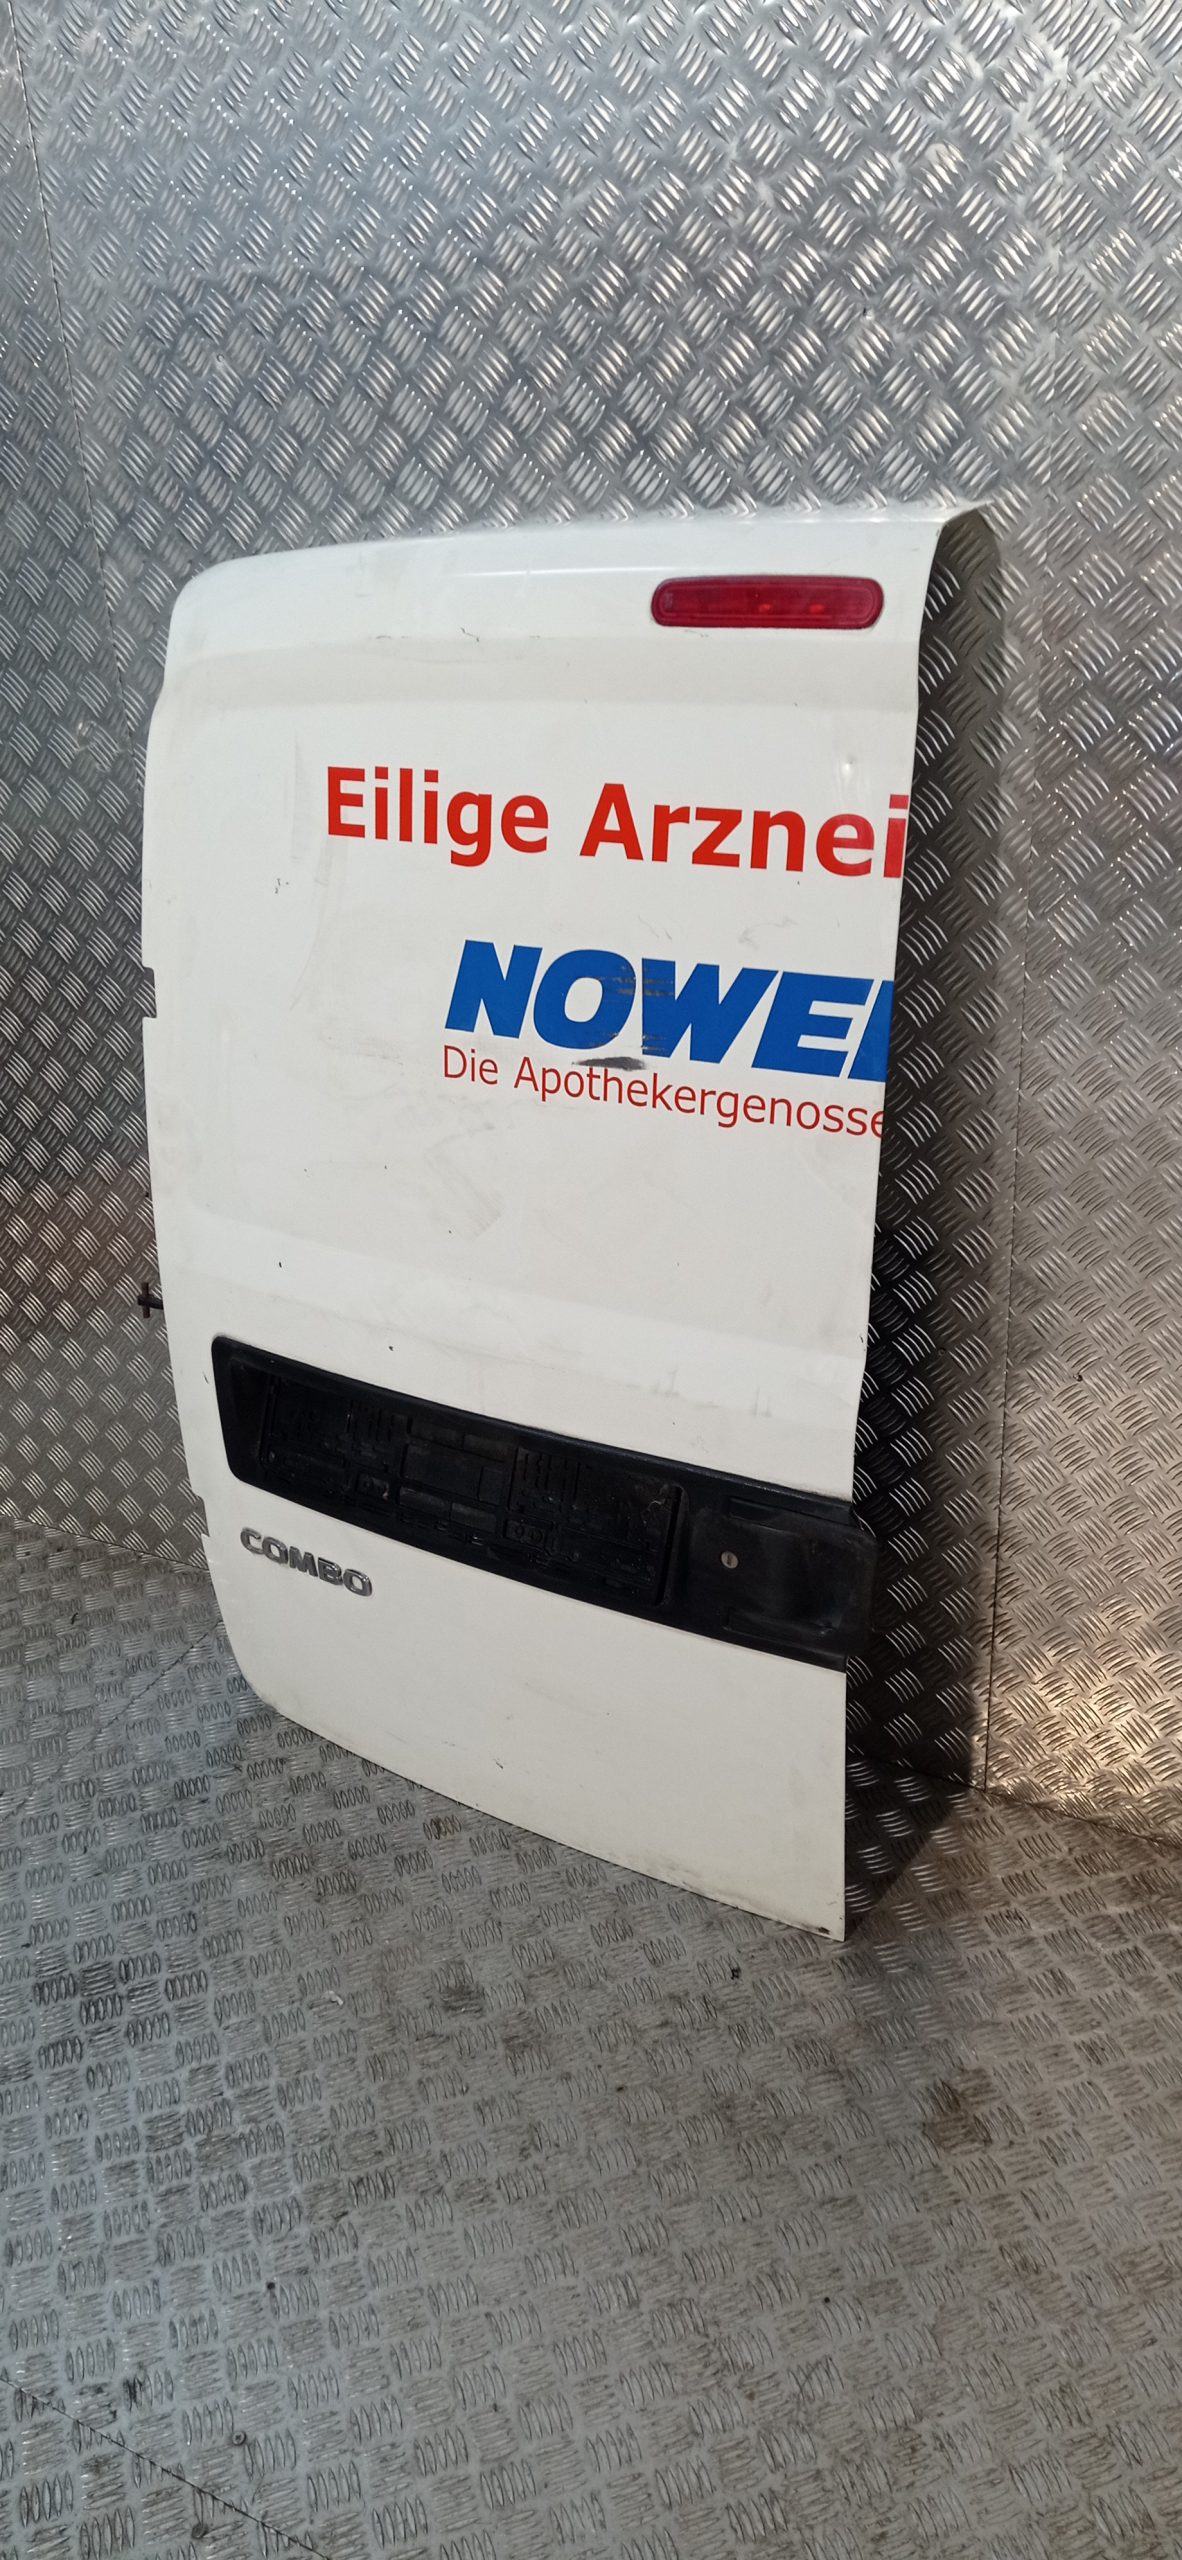 Eilige Arznei
NOWE
Die Apothekergenosse
COMBO